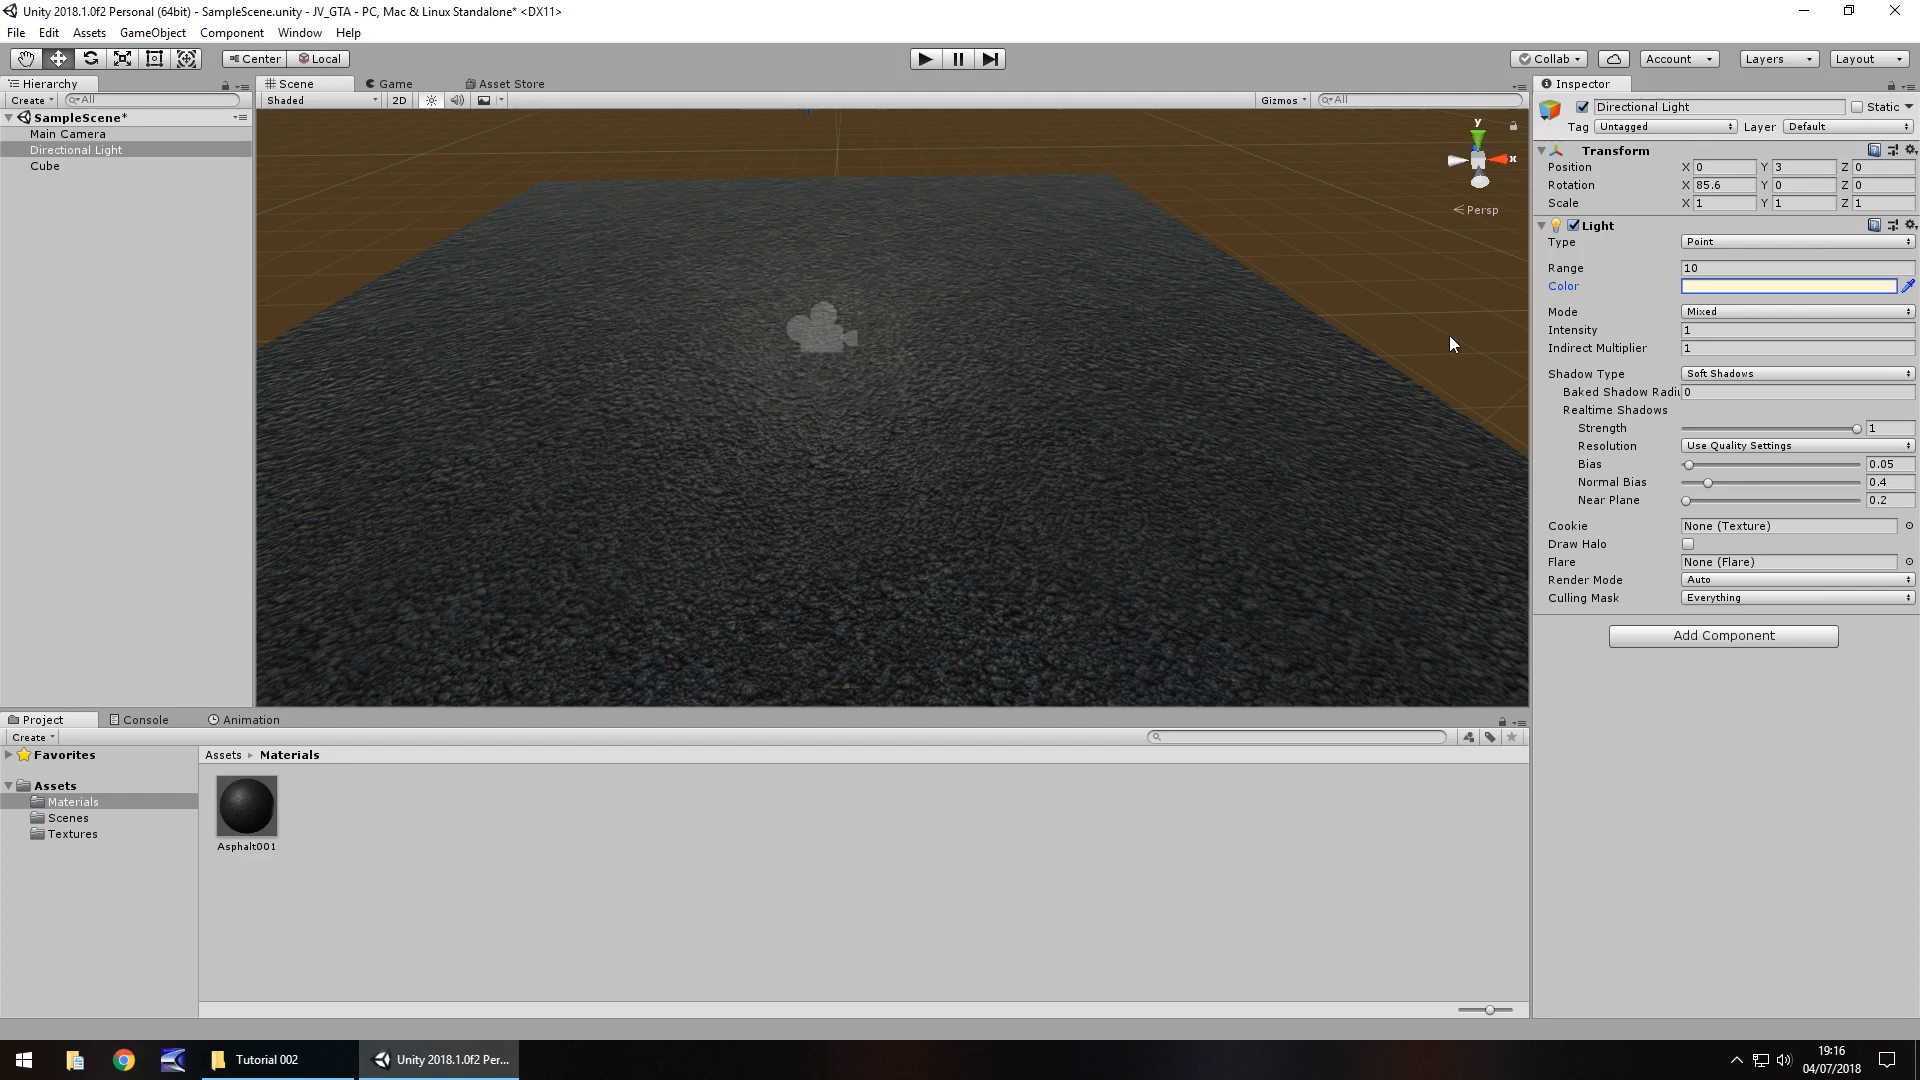 Unity 2018.1.0f2 Personal (64bit) - SampleScene.unity - JV_GTA - PC, Mac & Linux Standalone* <DX11>
File Edit Assets GameObject Component Window Help
Center Local Collab Account Layers Layout
Hierarchy Scene Game Asset Store Inspector
Create All Shaded 2D Gizmos All
Directional Light Static
SampleScene*
Main Camera
Directional Light
Cube
y
x
Persp
Tag Untagged Layer Default
Transform
Position X 0 Y 3 Z 0
Rotation X 85.6 Y 0 Z 0
Scale X 1 Y 1 Z 1
Light
Type Point
Range 10
Color
Mode Mixed
Intensity 1
Indirect Multiplier 1
Shadow Type Soft Shadows
Baked Shadow Radiu 0
Realtime Shadows
Strength 1
Resolution Use Quality Settings
Bias 0.05
Normal Bias 0.4
Near Plane 0.2
Cookie None (Texture)
Draw Halo
Flare None (Flare)
Render Mode Auto
Culling Mask Everything
Add Component
Project Console Animation
Create
Favorites
Assets
Materials
Scenes
Textures
Assets Materials
Asphalt001
Tutorial 002
Unity 2018.1.0f2 Per...
19:16
04/07/2018